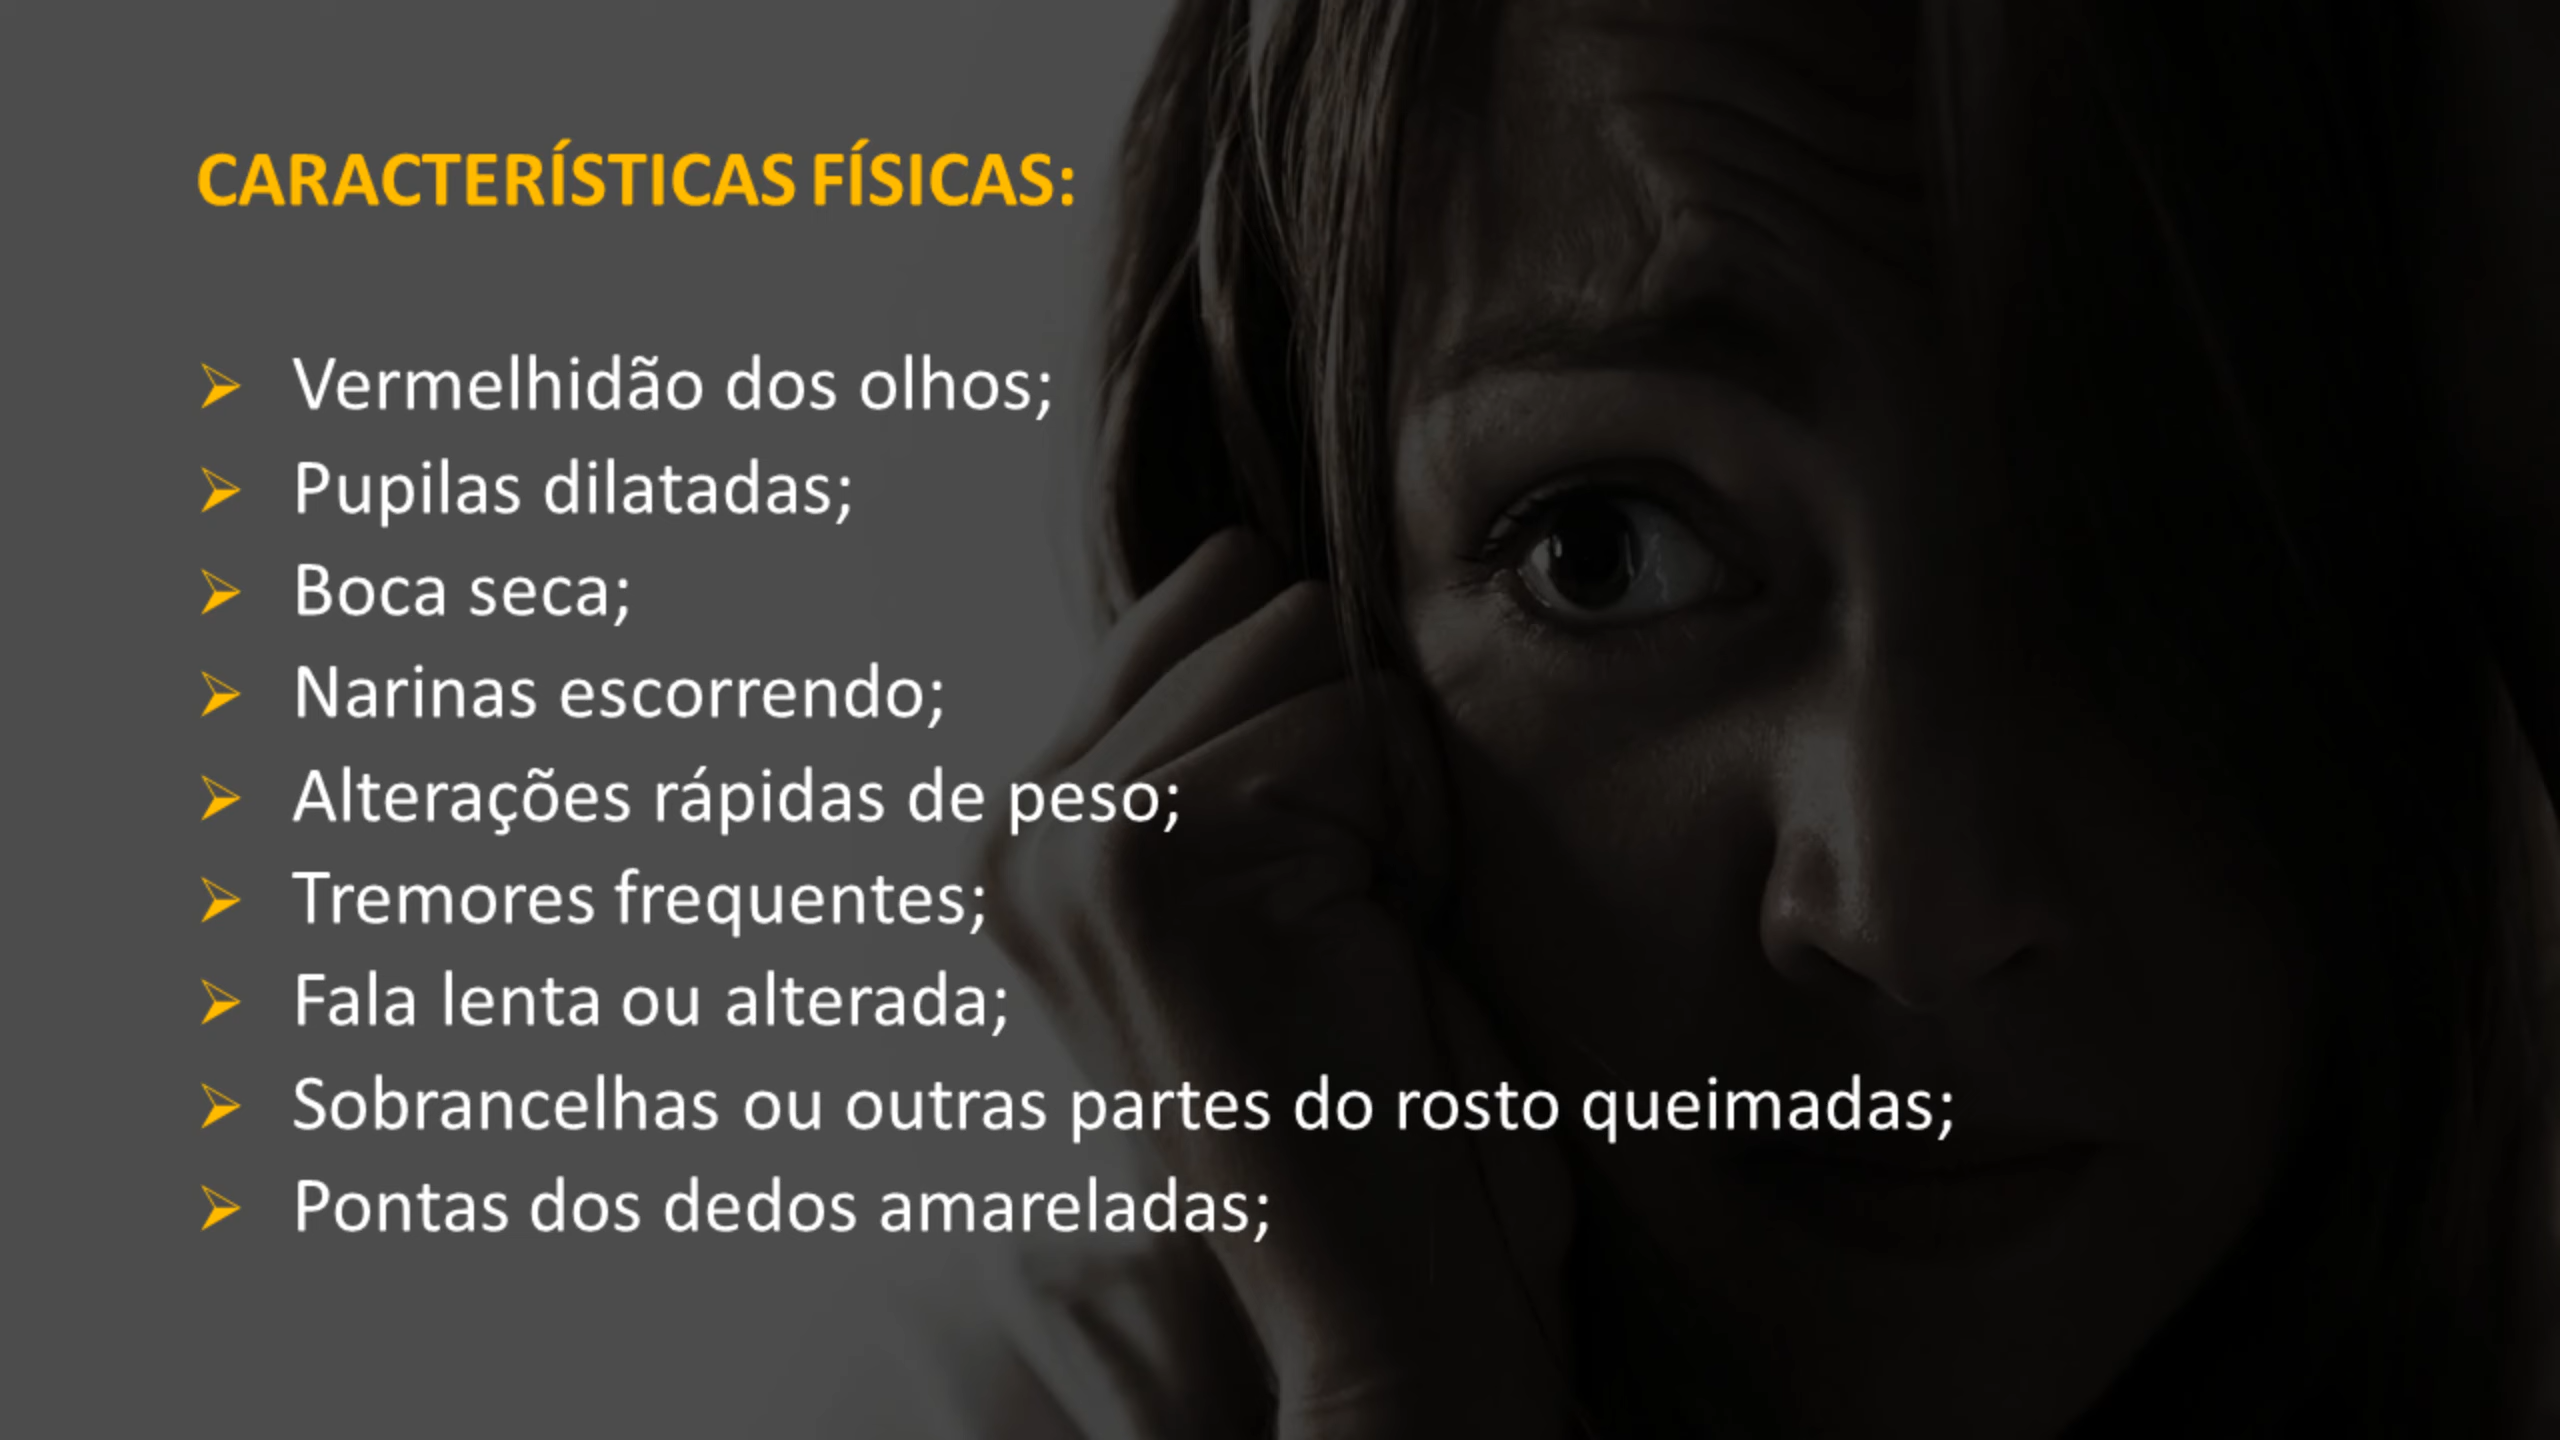 CARACTERÍSTICAS FÍSICAS:
Vermelhidão dos olhos;
Pupilas dilatadas;
Boca seca;
Narinas escorrendo;
Alterações rápidas de peso;
Tremores frequentes;
Fala lenta ou alterada;
Sobrancelhas ou outras partes do rosto queimadas;
Pontas dos dedos amareladas;